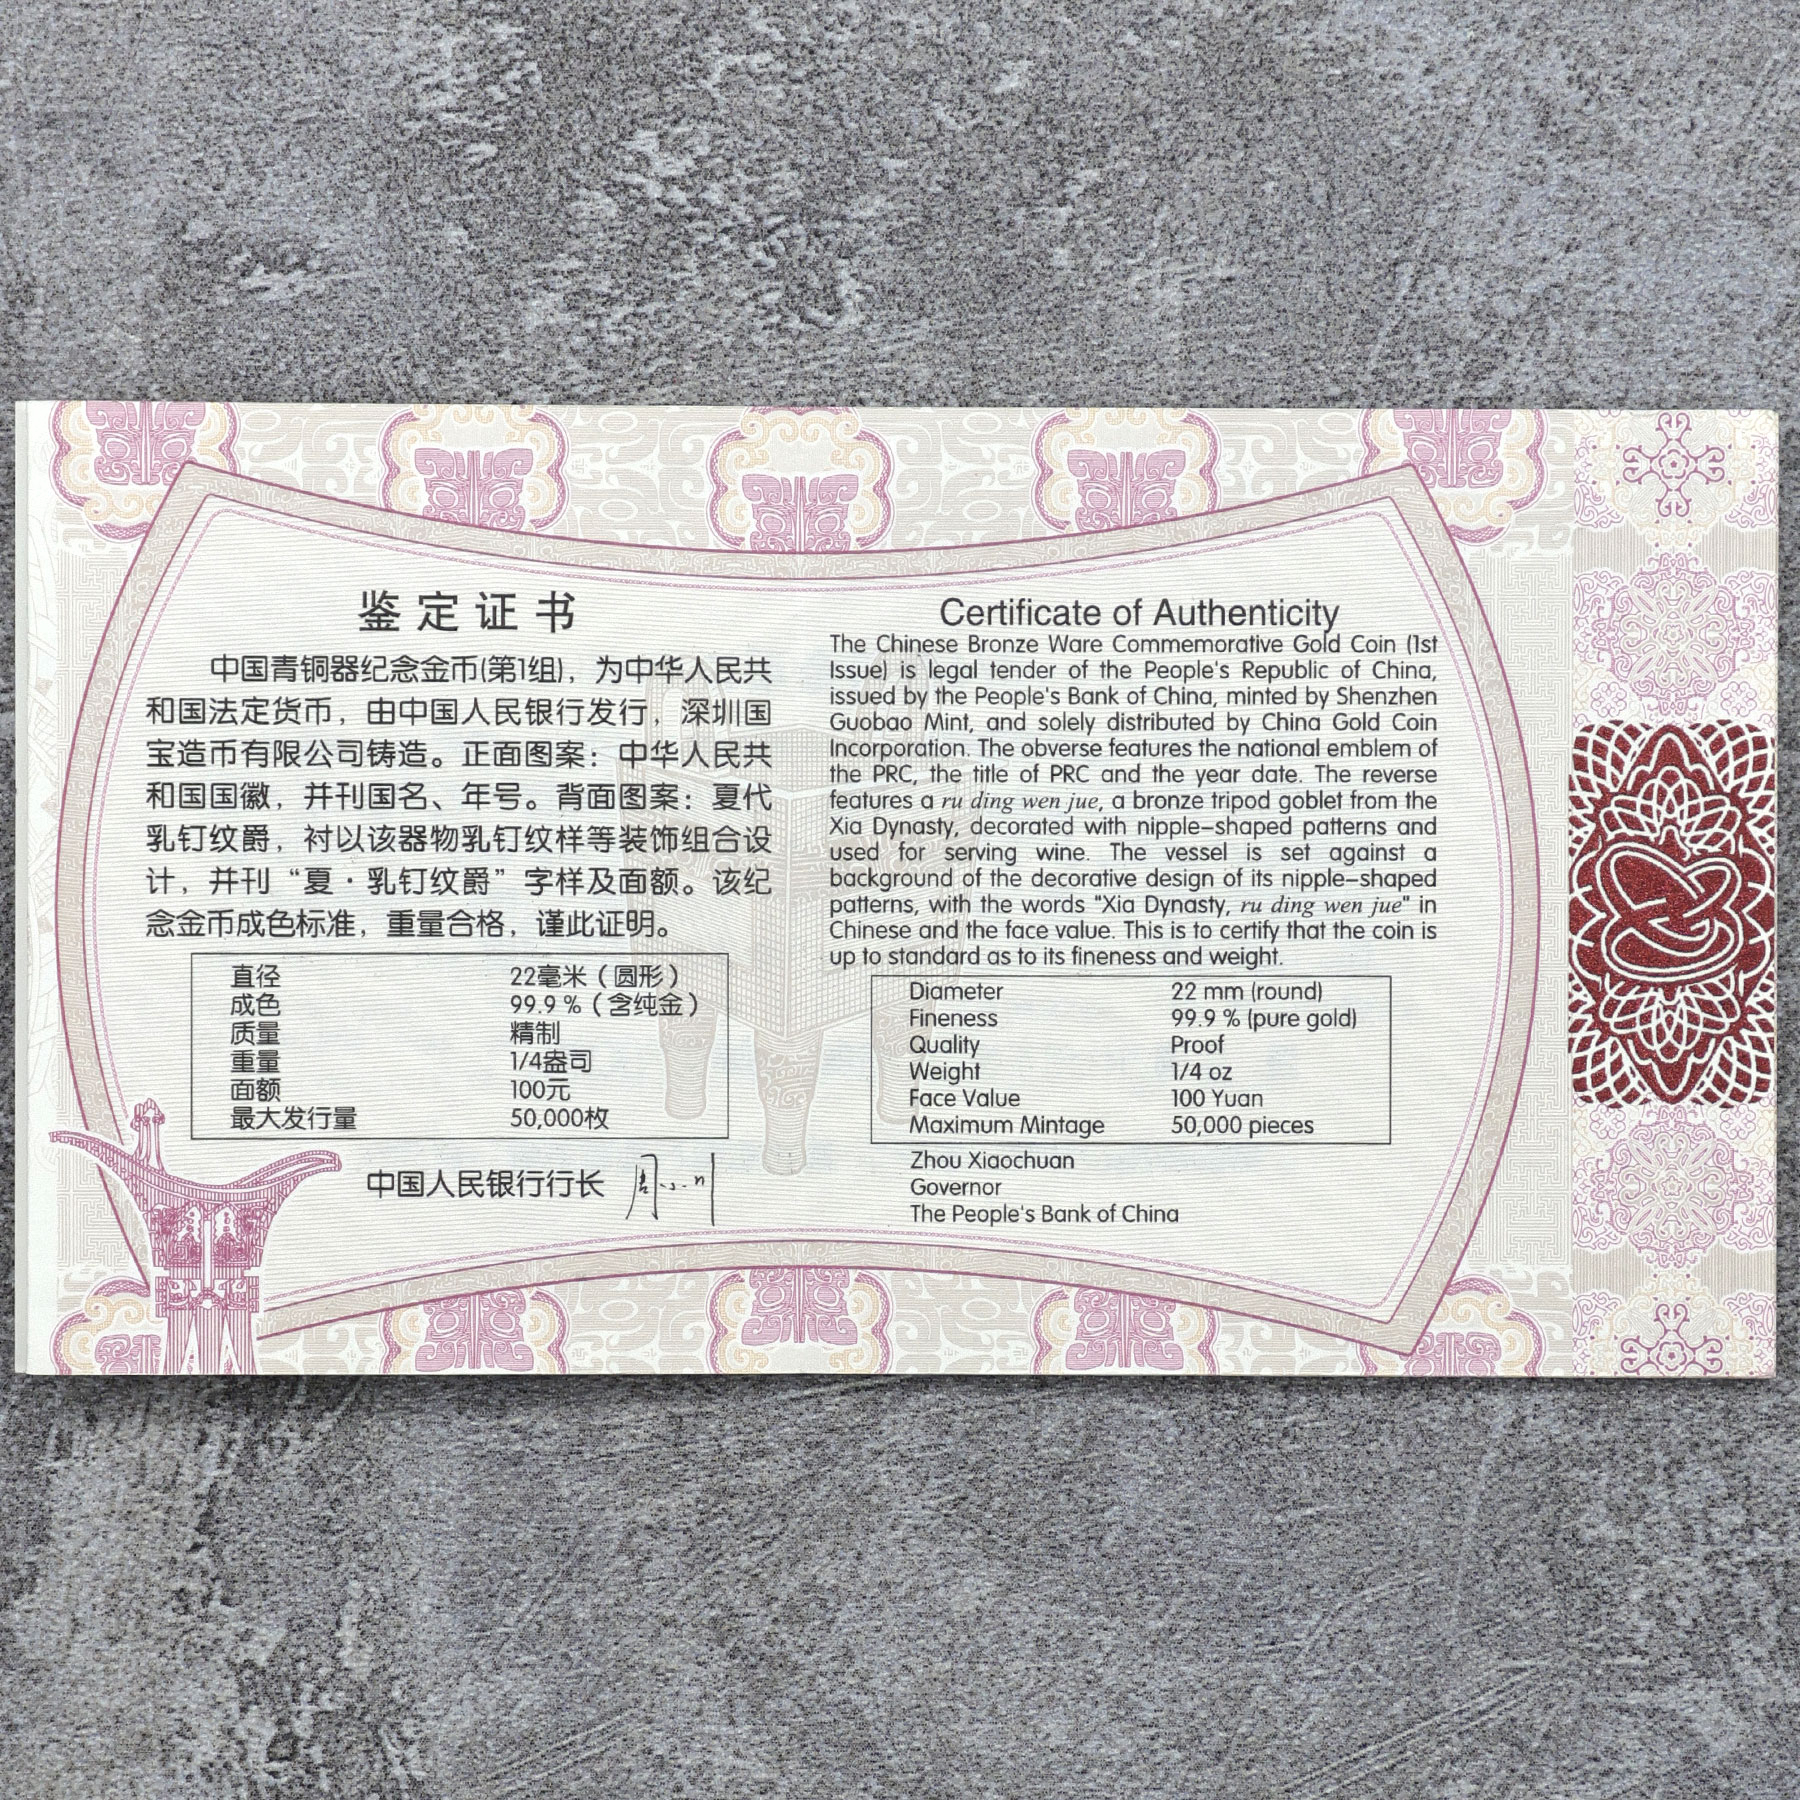 鉴定证书
中国青铜器纪念金币(第1组)，为中华人民共
和国法定货币，由中国人民银行发行，深圳国
宝造币有限公司铸造。正面图案：中华人民共
和国国徽，并刊国名、年号。背面图案：夏代
乳钉纹爵，衬以该器物乳钉纹样等装饰组合设
计，并刊“夏·乳钉纹爵”字样及面额。该纪
念金币成色标准，重量合格，谨此证明。
直径 22毫米（圆形）
成色 99.9%（含纯金）
质量 精制
重量 1/4盎司
面额 100元
最大发行量 50,000枚
中国人民银行行长 周小川
Certificate of Authenticity
The Chinese Bronze Ware Commemorative Gold Coin (1st
Issue) is legal tender of the People's Republic of China,
issued by the People's Bank of China, minted by Shenzhen
Guobao Mint, and solely distributed by China Gold Coin
Incorporation. The obverse features the national emblem of
the PRC, the title of PRC and the year date. The reverse
features a ru ding wen jue, a bronze tripod goblet from the
Xia Dynasty, decorated with nipple-shaped patterns and
used for serving wine. The vessel is set against a
background of the decorative design of its nipple-shaped
patterns, with the words "Xia Dynasty, ru ding wen jue" in
Chinese and the face value. This is to certify that the coin is
up to standard as to its fineness and weight.
Diameter 22 mm (round)
Fineness 99.9 % (pure gold)
Quality Proof
Weight 1/4 oz
Face Value 100 Yuan
Maximum Mintage 50,000 pieces
Zhou Xiaochuan
Governor
The People's Bank of China